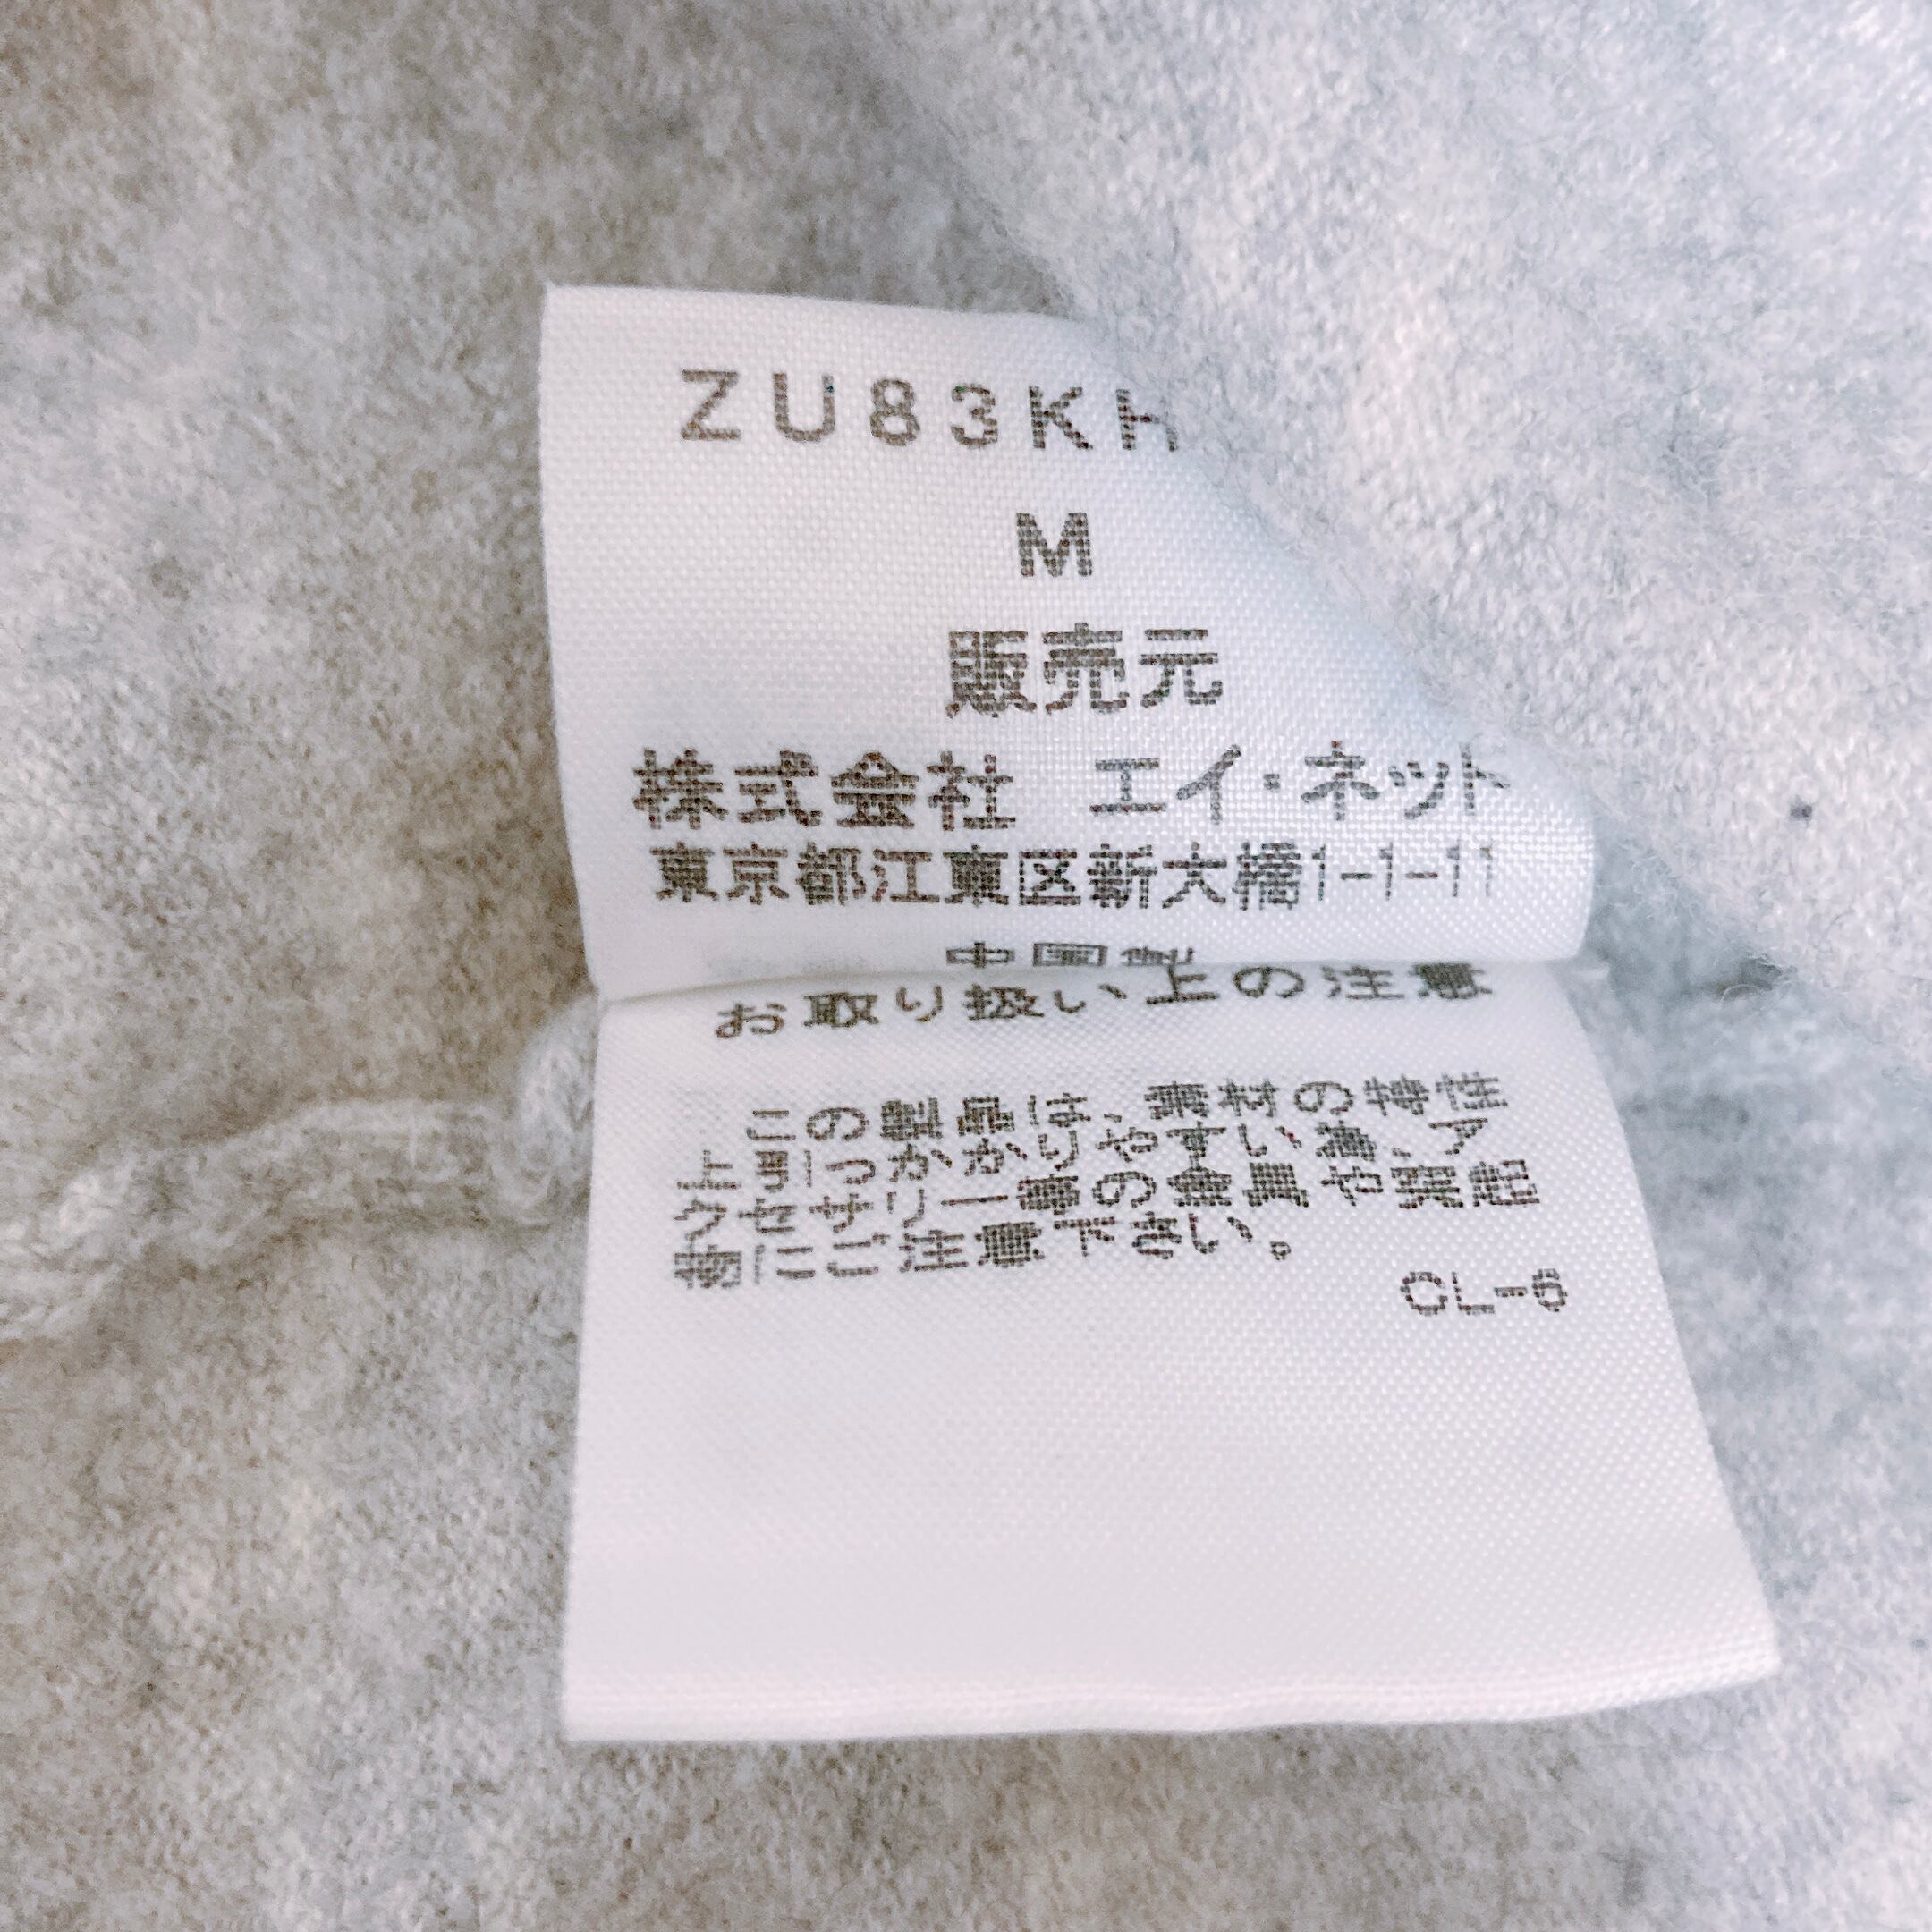 ZU83KH
M
販売元
株式会社 エイ・ネット
東京都江東区新大橋1-1-11
中国製
お取り扱い上の注意
この製品は、素材の特性
上引っかかりやすい為、ア
クセサリー等の金具や突起
物にご注意下さい。
CL-6